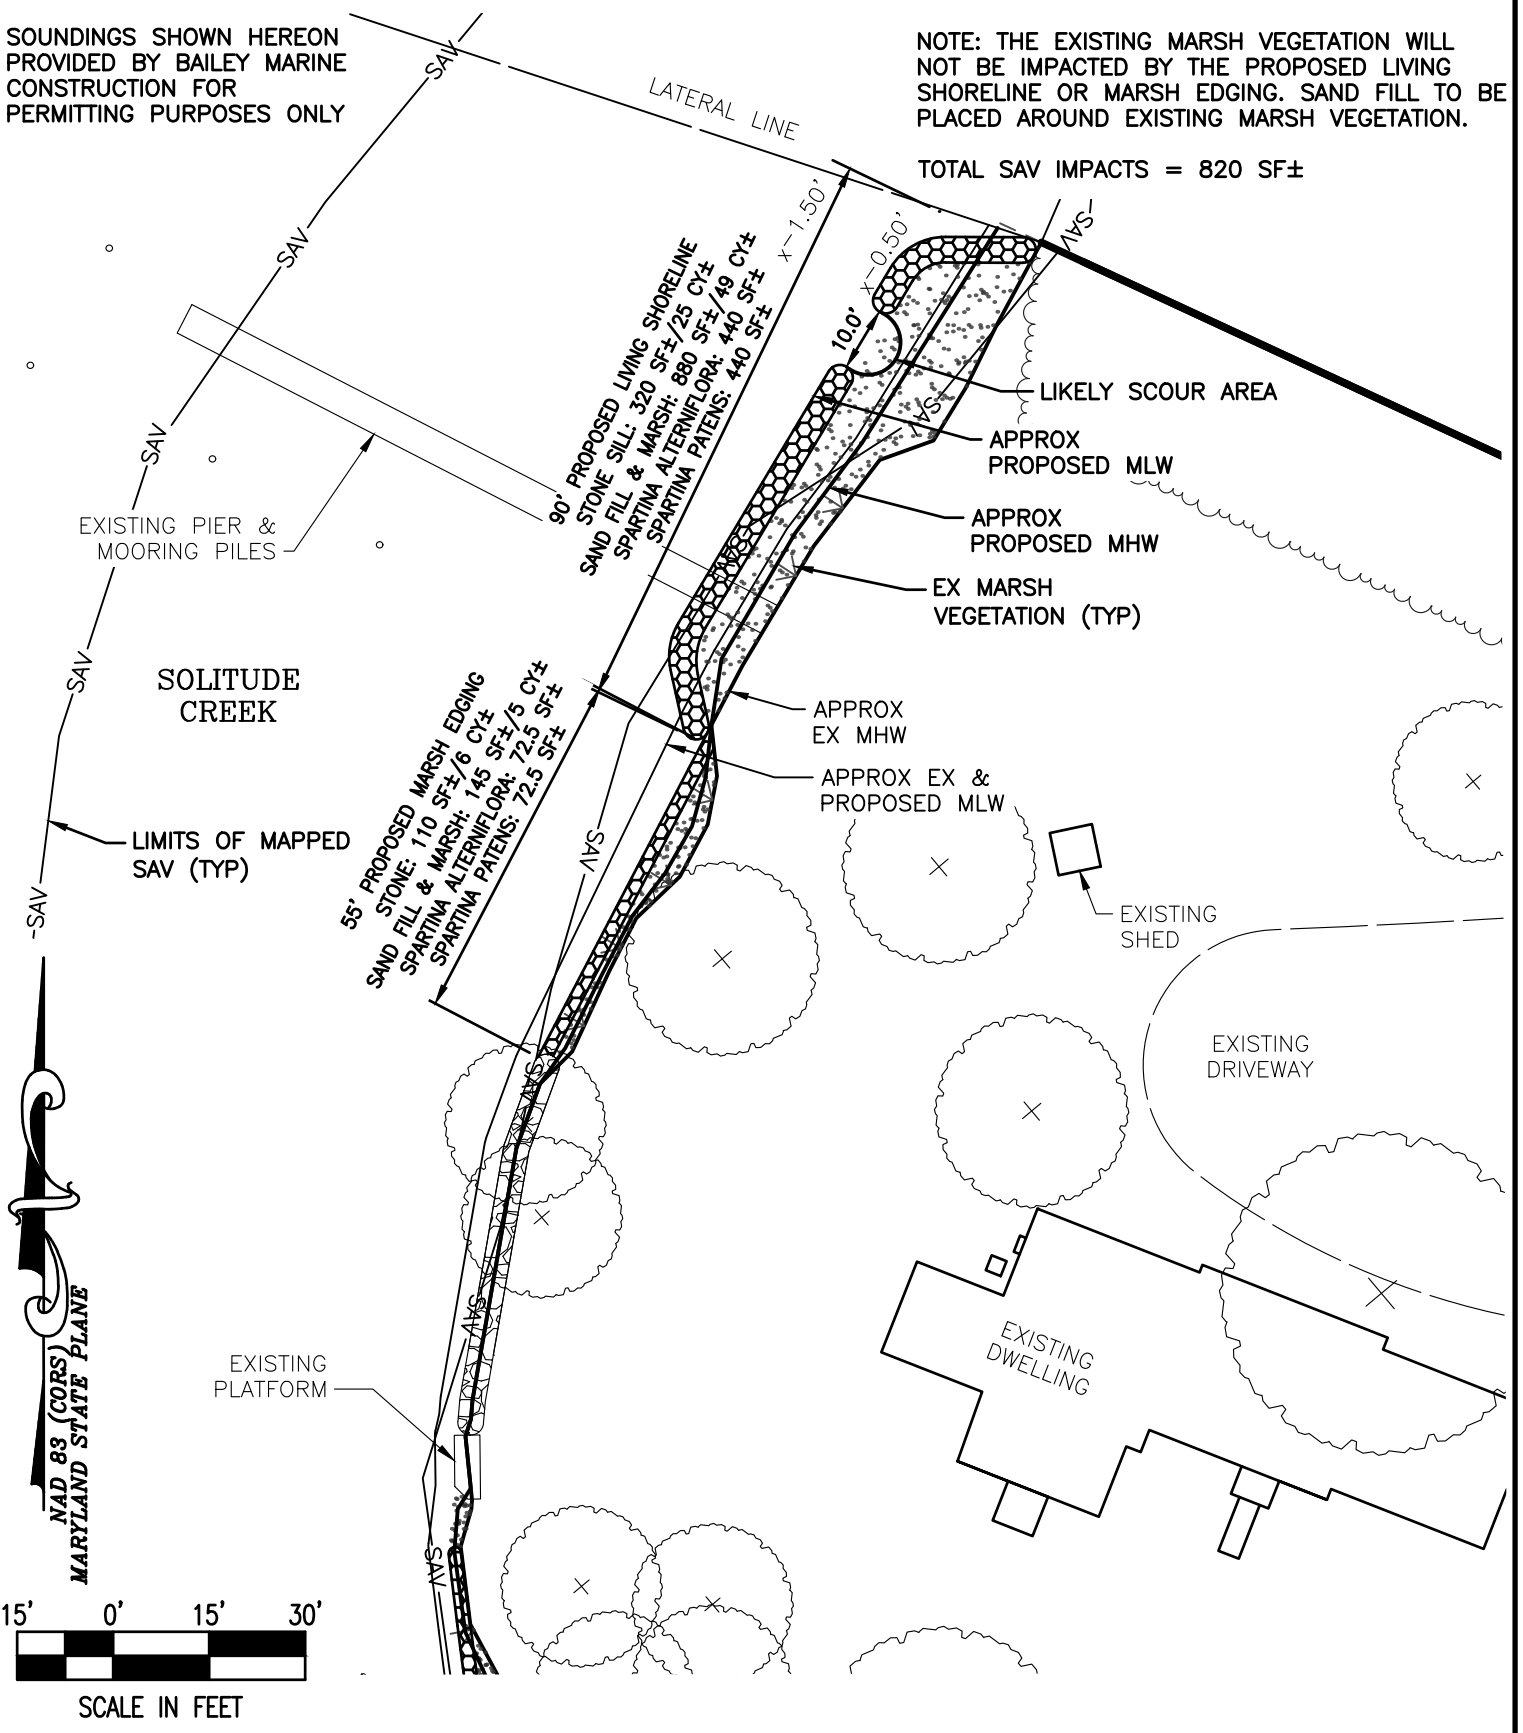 SOUNDINGS SHOWN HEREON
PROVIDED BY BAILEY MARINE
CONSTRUCTION FOR
PERMITTING PURPOSES ONLY
NOTE: THE EXISTING MARSH VEGETATION WILL
NOT BE IMPACTED BY THE PROPOSED LIVING
SHORELINE OR MARSH EDGING. SAND FILL TO BE
PLACED AROUND EXISTING MARSH VEGETATION.
TOTAL SAV IMPACTS = 820 SF±
SAV
LATERAL LINE
x-1.50'
x-0.50'
SAV
SAV
90' PROPOSED LIVING SHORELINE
STONE SILL: 320 SF±/25 CY±
SAND FILL & MARSH: 880 SF±/49 CY±
SPARTINA ALTERNIFLORA: 440 SF±
SPARTINA PATENS: 440 SF±
10.0'
LIKELY SCOUR AREA
SAV
APPROX
PROPOSED MLW
SAV
EXISTING PIER &
MOORING PILES
APPROX
PROPOSED MHW
SAV
EX MARSH
VEGETATION (TYP)
SAV
SOLITUDE
CREEK
APPROX
EX MHW
APPROX EX &
PROPOSED MLW
55' PROPOSED MARSH EDGING
STONE: 110 SF±/6 CY±
SAND FILL & MARSH: 145 SF±/5 CY±
SPARTINA ALTERNIFLORA: 72.5 SF±
SPARTINA PATENS: 72.5 SF±
LIMITS OF MAPPED
SAV (TYP)
SAV
SAV
EXISTING
SHED
EXISTING
DRIVEWAY
SAV
SAV
EXISTING
DWELLING
EXISTING
PLATFORM
NAD 83 (CORS)
MARYLAND STATE PLANE
SAV
15' 0' 15' 30'
SCALE IN FEET